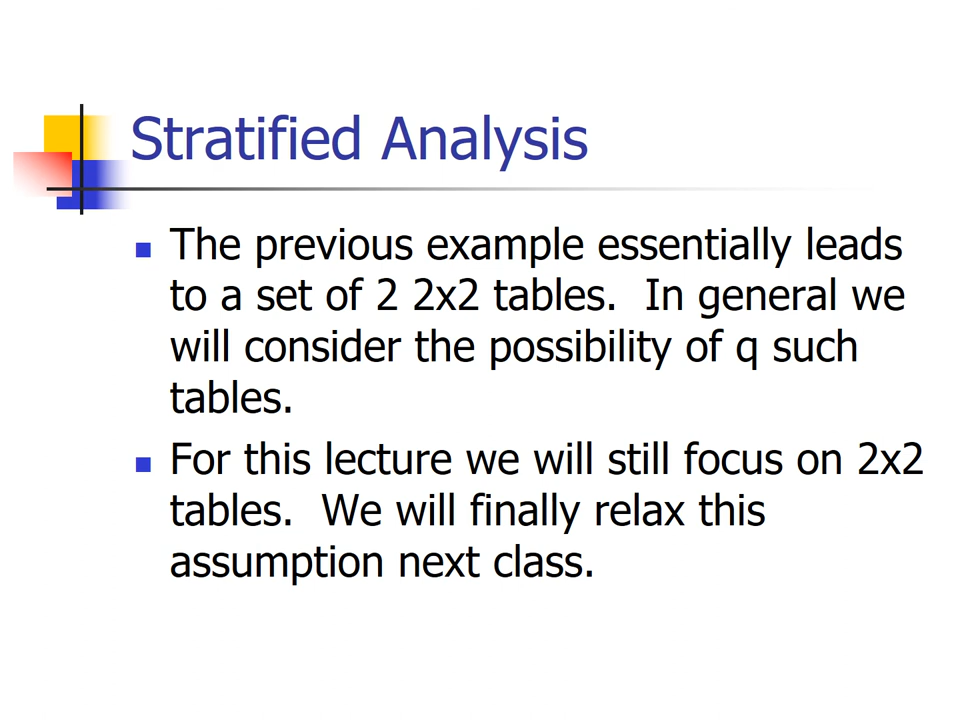 Stratified Analysis
The previous example essentially leads
to a set of 2 2x2 tables.  In general we
will consider the possibility of q such
tables.
For this lecture we will still focus on 2x2
tables.  We will finally relax this
assumption next class.